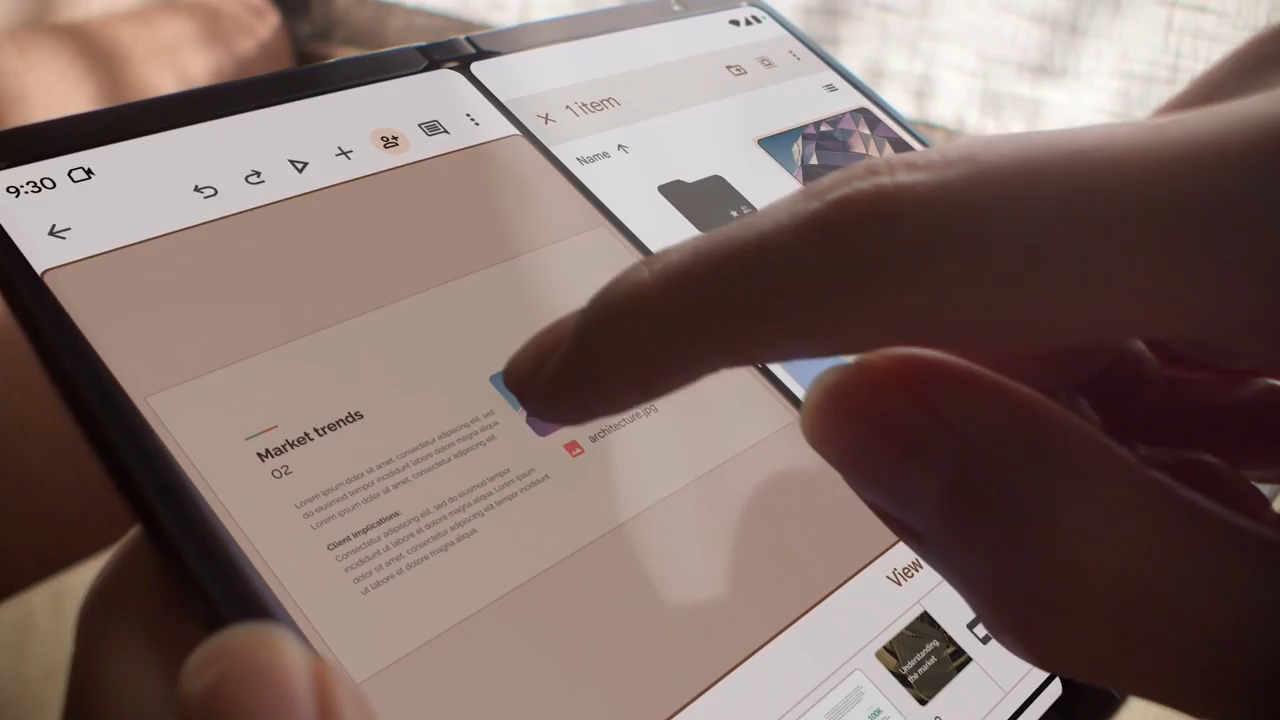 9:30
1 item
Name
architecture.jpg
Market trends
02
Lorem ipsum dolor sit amet, consectetur adipiscing elit, sed
do eiusmod tempor incididunt labore dolore magna aliqua.
Lorem ipsum dolor sit amet, consectetur adipiscing elit.
Client implications:
Consectetur adipiscing elit, sed do eiusmod tempor
incididunt ut labore et dolore magna aliqua. Lorem ipsum
dolor sit amet, consectetur adipiscing elit tempor incididunt
ut labore et dolore magna aliqua.
View
Understanding
the market
100K